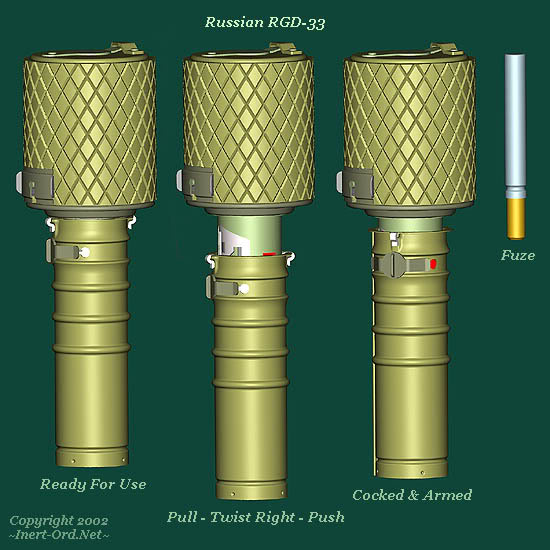 Russian RGD-33
Fuze
Ready For Use
Cocked & Armed
Pull - Twist Right - Push
Copyright 2002
~Inert-Ord.Net~